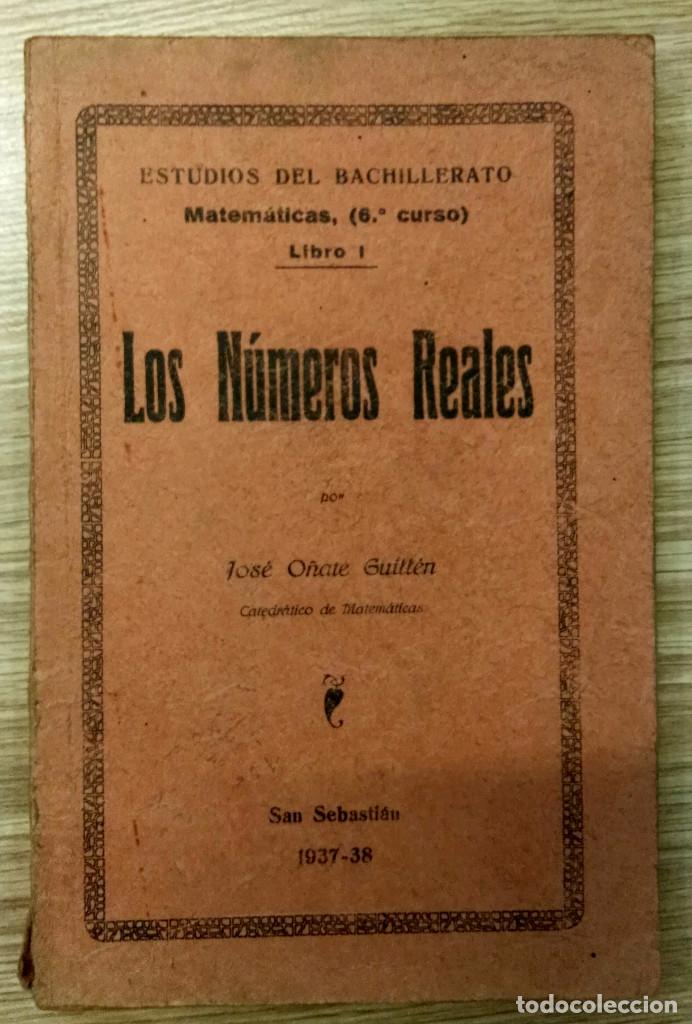 ESTUDIOS DEL BACHILLERATO
Matemáticas, (6.º curso)
Libro I
Los Números Reales
por
José Oñate Guillén
Catedrático de Matemáticas
San Sebastián
1937-38
todocoleccion